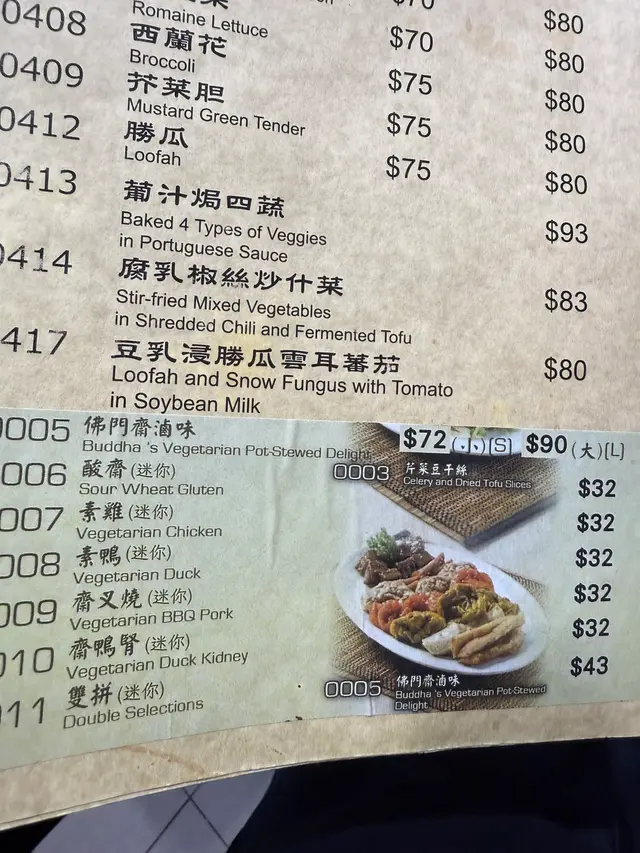 $70 $80
Romaine Lettuce
0408 西蘭花 $70 $80
Broccoli
0409 芥菜胆 $75 $80
Mustard Green Tender
0412 勝瓜 $75 $80
Loofah $75 $80
0413 葡汁焗四蔬 $93
Baked 4 Types of Veggies
in Portuguese Sauce
0414 腐乳椒絲炒什菜 $83
Stir-fried Mixed Vegetables
in Shredded Chili and Fermented Tofu
417 豆乳浸勝瓜雲耳蕃茄 $80
Loofah and Snow Fungus with Tomato
in Soybean Milk
0005 佛門齋滷味 $72(小)[S] $90(大)[L]
Buddha 's Vegetarian Pot-Stewed Delight
0003 芹菜豆干絲
Celery and Dried Tofu Slices
006 酸齋(迷你) $32
Sour Wheat Gluten
007 素雞(迷你) $32
Vegetarian Chicken
008 素鴨(迷你) $32
Vegetarian Duck
009 齋叉燒(迷你) $32
Vegetarian BBQ Pork
010 齋鴨腎(迷你) $32
Vegetarian Duck Kidney
011 雙拼(迷你) $43
Double Selections
0005 佛門齋滷味
Buddha 's Vegetarian Pot-Stewed
Delight